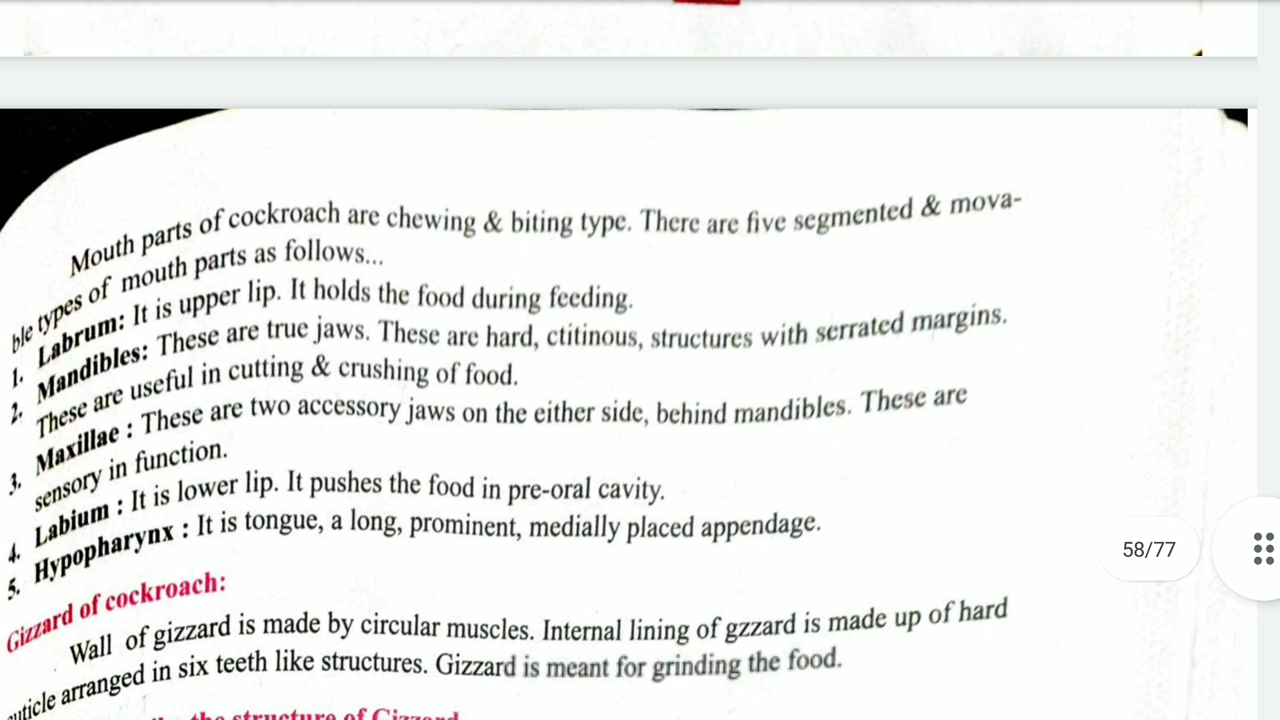 Mouth parts of cockroach are chewing & biting type. There are five segmented & mova-
ble types of mouth parts as follows...
1. Labrum: It is upper lip. It holds the food during feeding.
2. Mandibles: These are true jaws. These are hard, ctitinous, structures with serrated margins.
These are useful in cutting & crushing of food.
3. Maxillae : These are two accessory jaws on the either side, behind mandibles. These are
sensory in function.
4. Labium : It is lower lip. It pushes the food in pre-oral cavity.
5. Hypopharynx : It is tongue, a long, prominent, medially placed appendage.
58/77
Gizzard of cockroach:
Wall of gizzard is made by circular muscles. Internal lining of gzzard is made up of hard
cuticle arranged in six teeth like structures. Gizzard is meant for grinding the food.
the structure of Gizzard